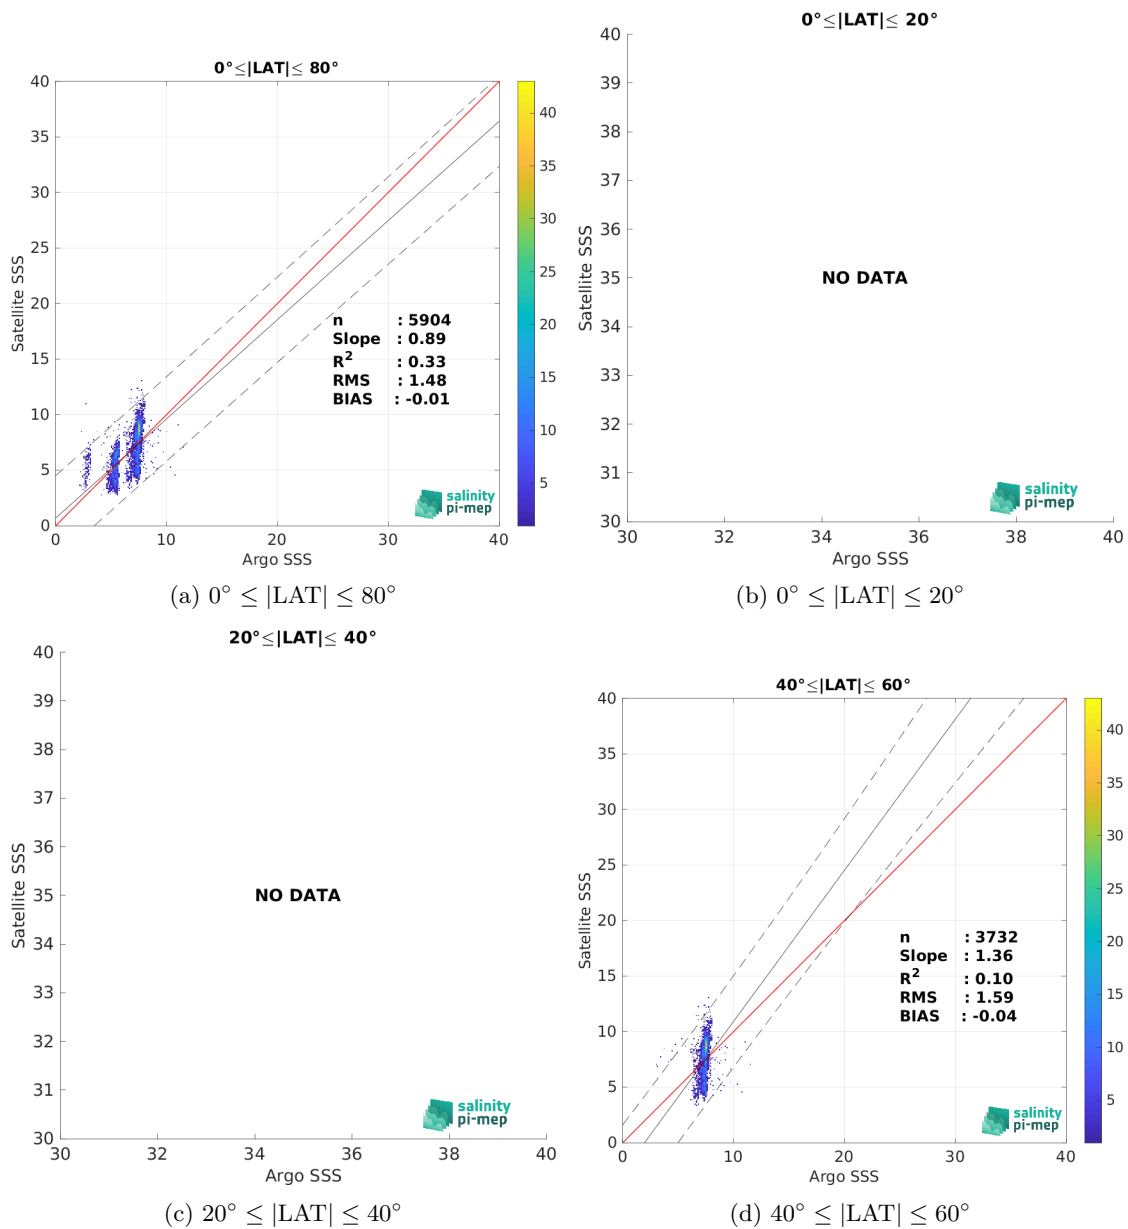 0°≤|LAT|≤ 80°
40
35
30
25
20
15
10
5
0
0
10
20
30
40
Satellite SSS
Argo SSS
n : 5904
Slope : 0.89
R² : 0.33
RMS : 1.48
BIAS : -0.01
salinity
pi-mep
40
35
30
25
20
15
10
5
(a) 0° ≤ |LAT| ≤ 80°
0°≤|LAT|≤ 20°
40
39
38
37
36
35
34
33
32
31
30
30
32
34
36
38
40
Satellite SSS
Argo SSS
NO DATA
salinity
pi-mep
(b) 0° ≤ |LAT| ≤ 20°
20°≤|LAT|≤ 40°
40
39
38
37
36
35
34
33
32
31
30
30
32
34
36
38
40
Satellite SSS
Argo SSS
NO DATA
salinity
pi-mep
(c) 20° ≤ |LAT| ≤ 40°
40°≤|LAT|≤ 60°
40
35
30
25
20
15
10
5
0
0
10
20
30
40
Satellite SSS
Argo SSS
n : 3732
Slope : 1.36
R² : 0.10
RMS : 1.59
BIAS : -0.04
salinity
pi-mep
40
35
30
25
20
15
10
5
(d) 40° ≤ |LAT| ≤ 60°